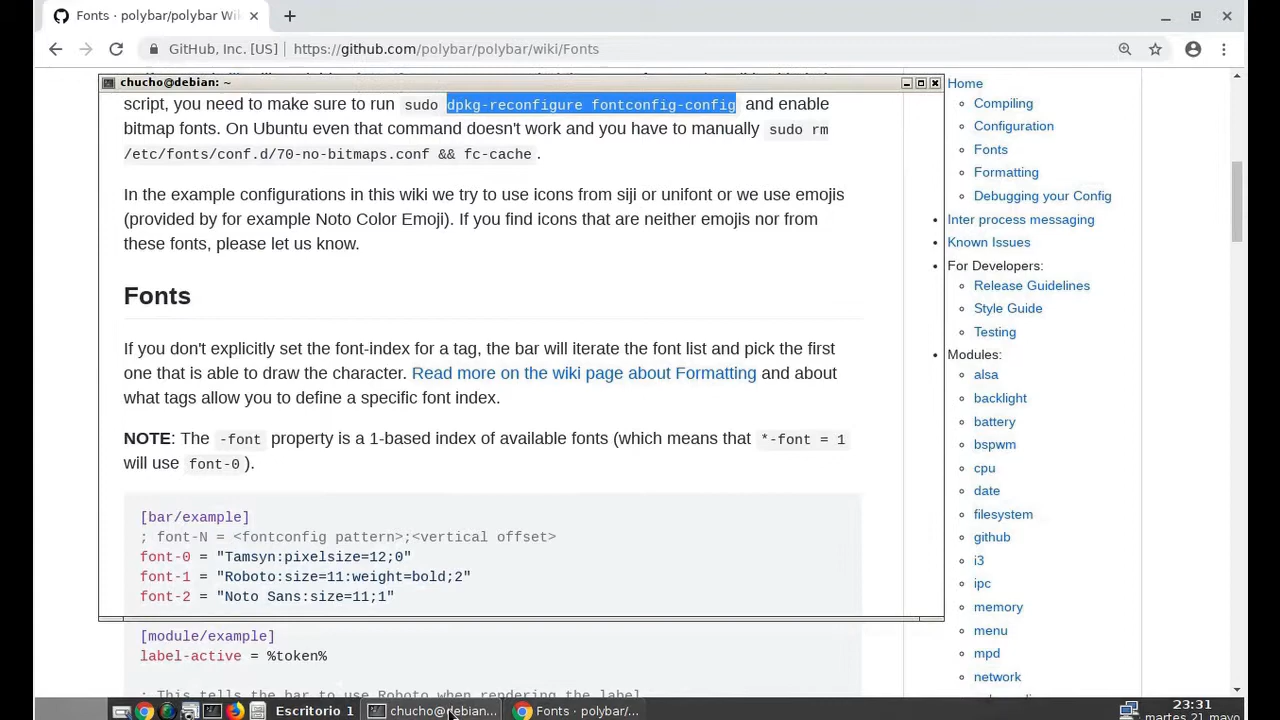 Fonts · polybar/polybar Wi
GitHub, Inc. [US] | https://github.com/polybar/polybar/wiki/Fonts
chucho@debian: ~
script, you need to make sure to run sudo dpkg-reconfigure fontconfig-config and enable
bitmap fonts. On Ubuntu even that command doesn't work and you have to manually sudo rm
/etc/fonts/conf.d/70-no-bitmaps.conf && fc-cache .
In the example configurations in this wiki we try to use icons from siji or unifont or we use emojis
(provided by for example Noto Color Emoji). If you find icons that are neither emojis nor from
these fonts, please let us know.
Fonts
If you don't explicitly set the font-index for a tag, the bar will iterate the font list and pick the first
one that is able to draw the character. Read more on the wiki page about Formatting and about
what tags allow you to define a specific font index.
NOTE: The -font property is a 1-based index of available fonts (which means that *-font = 1
will use font-0 ).
[bar/example]
; font-N = <fontconfig pattern>;<vertical offset>
font-0 = "Tamsyn:pixelsize=12;0"
font-1 = "Roboto:size=11:weight=bold;2"
font-2 = "Noto Sans:size=11;1"
[module/example]
label-active = %token%
; This tells the bar to use Roboto when rendering the label
Home
Compiling
Configuration
Fonts
Formatting
Debugging your Config
Inter process messaging
Known Issues
For Developers:
Release Guidelines
Style Guide
Testing
Modules:
alsa
backlight
battery
bspwm
cpu
date
filesystem
github
i3
ipc
memory
menu
mpd
network
Escritorio 1
chucho@debian...
Fonts · polybar/...
23:31
martes 21 mayo